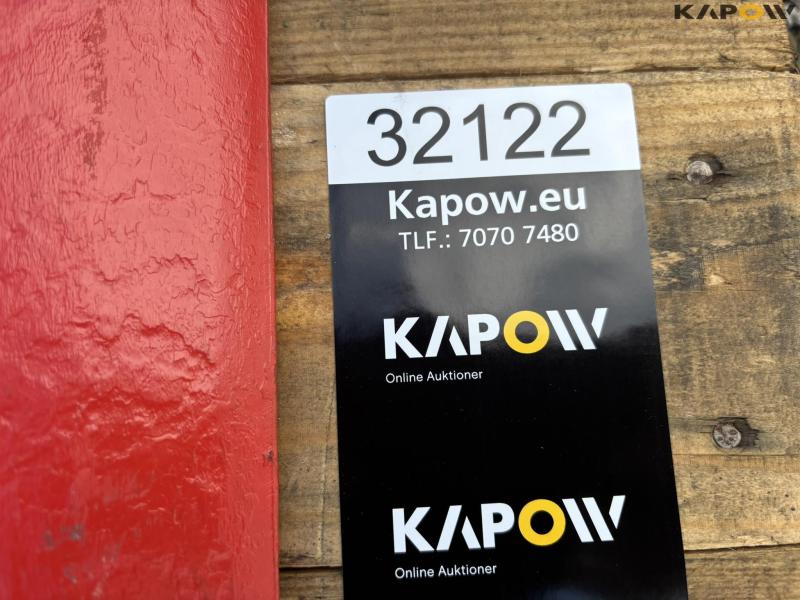 KAPOW
32122
Kapow.eu
TLF.: 7070 7480
KAPOW
Online Auktioner
KAPOW
Online Auktioner